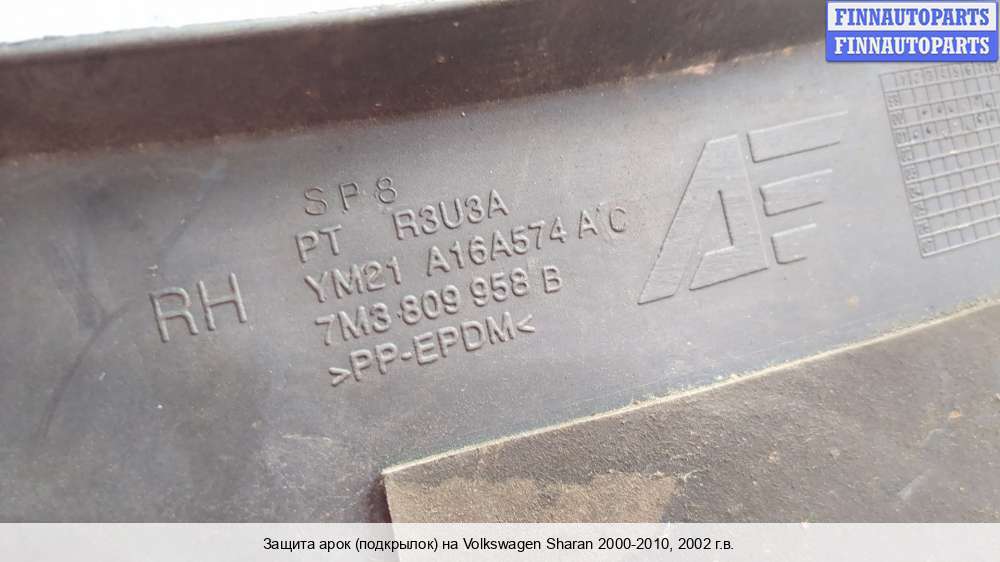 FINNAUTOPARTS
FINNAUTOPARTS
SP8
PT R3U3A
RH
YM21 A16A574 A C
7M3 809 958 B
>PP-EPDM<
AE
Защита арок (подкрылок) на Volkswagen Sharan 2000-2010, 2002 г.в.